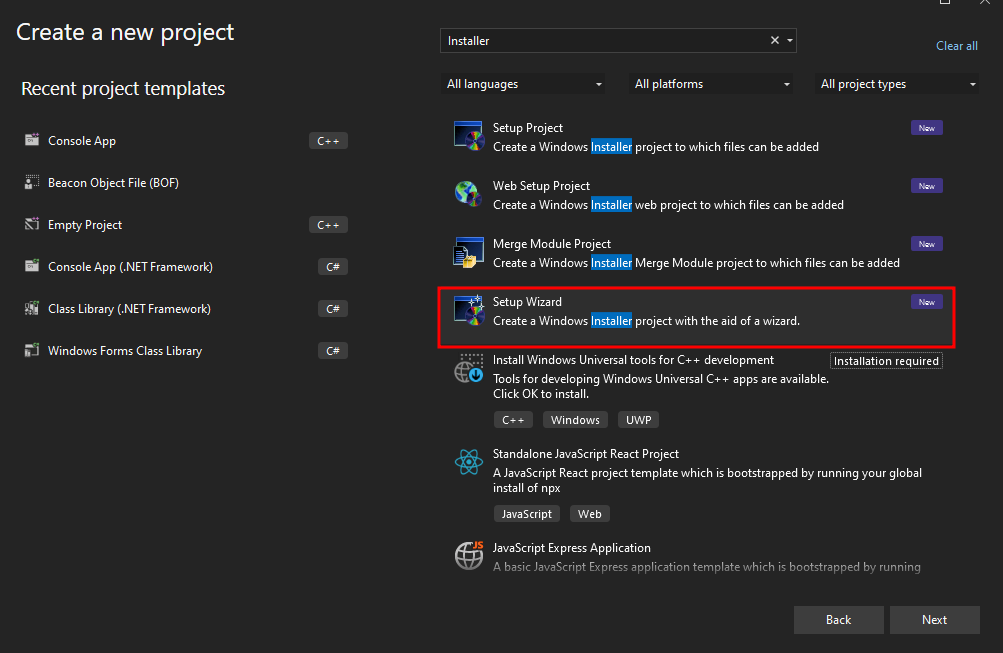 Create a new project
Recent project templates
Console App
C++
Beacon Object File (BOF)
Empty Project
C++
Console App (.NET Framework)
C#
Class Library (.NET Framework)
C#
Windows Forms Class Library
C#
Installer
Clear all
All languages
All platforms
All project types
Setup Project
New
Create a Windows Installer project to which files can be added
Web Setup Project
New
Create a Windows Installer web project to which files can be added
Merge Module Project
New
Create a Windows Installer Merge Module project to which files can be added
Setup Wizard
New
Create a Windows Installer project with the aid of a wizard.
Install Windows Universal tools for C++ development
Installation required
Tools for developing Windows Universal C++ apps are available.
Click OK to install.
C++
Windows
UWP
Standalone JavaScript React Project
A JavaScript React project template which is bootstrapped by running your global
install of npx
JavaScript
Web
JS
JavaScript Express Application
A basic JavaScript Express application template which is bootstrapped by running
Back
Next